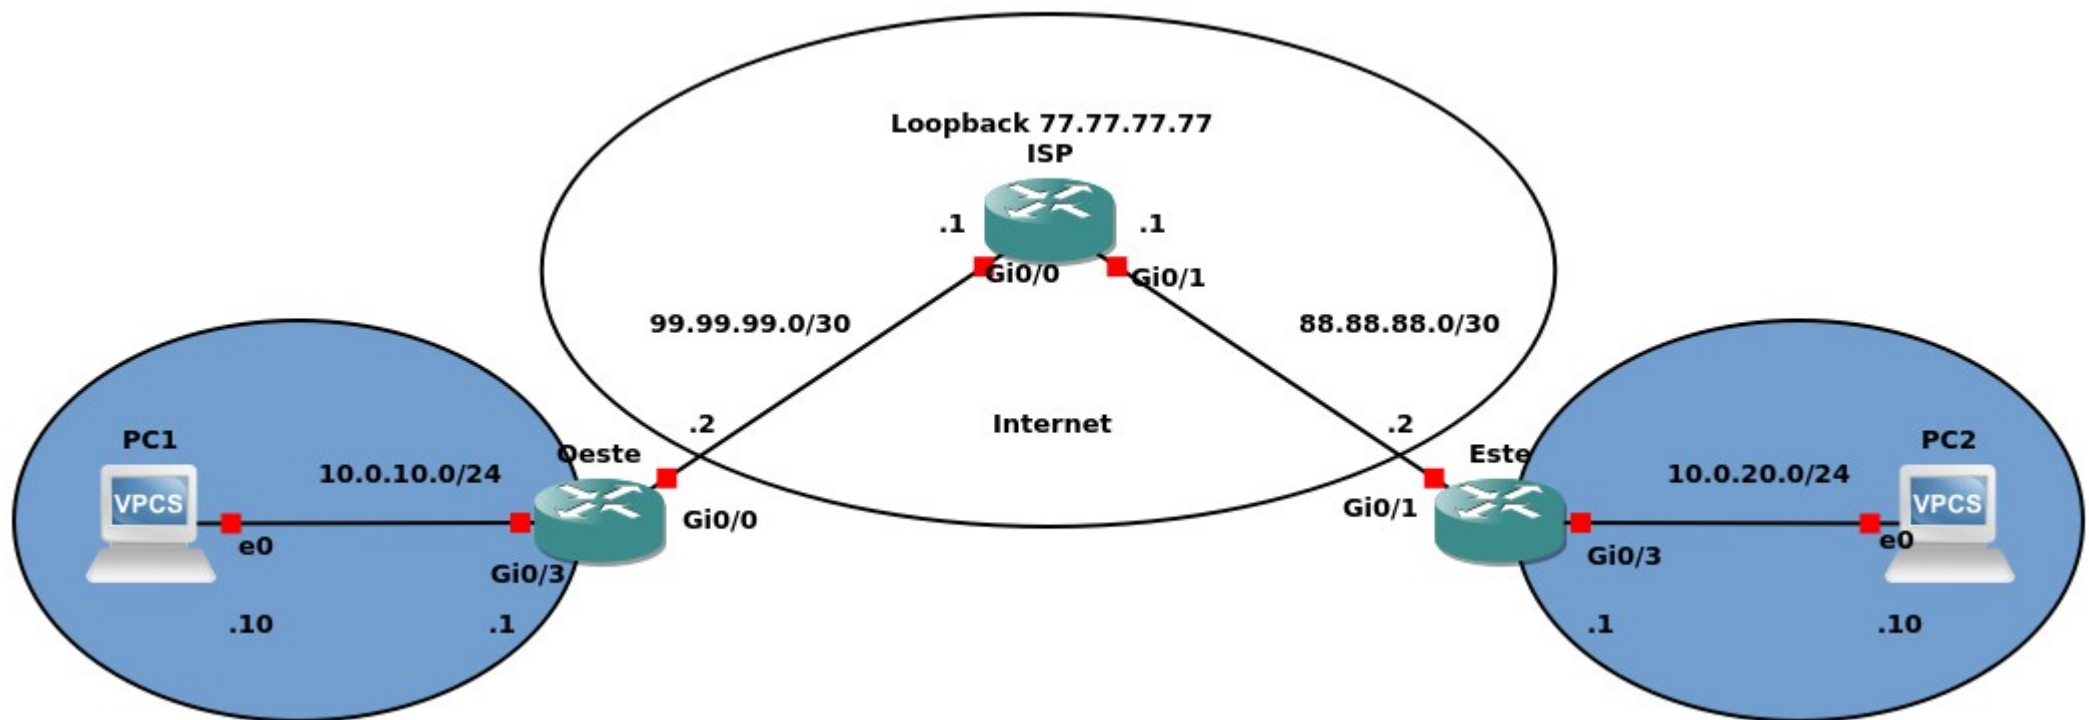 Loopback 77.77.77.77
ISP
.1
.1
Gi0/0
Gi0/1
99.99.99.0/30
88.88.88.0/30
.2
Internet
.2
PC1
Oeste
Este
PC2
10.0.10.0/24
10.0.20.0/24
VPCS
VPCS
Gi0/0
Gi0/1
e0
e0
Gi0/3
Gi0/3
.10
.1
.1
.10